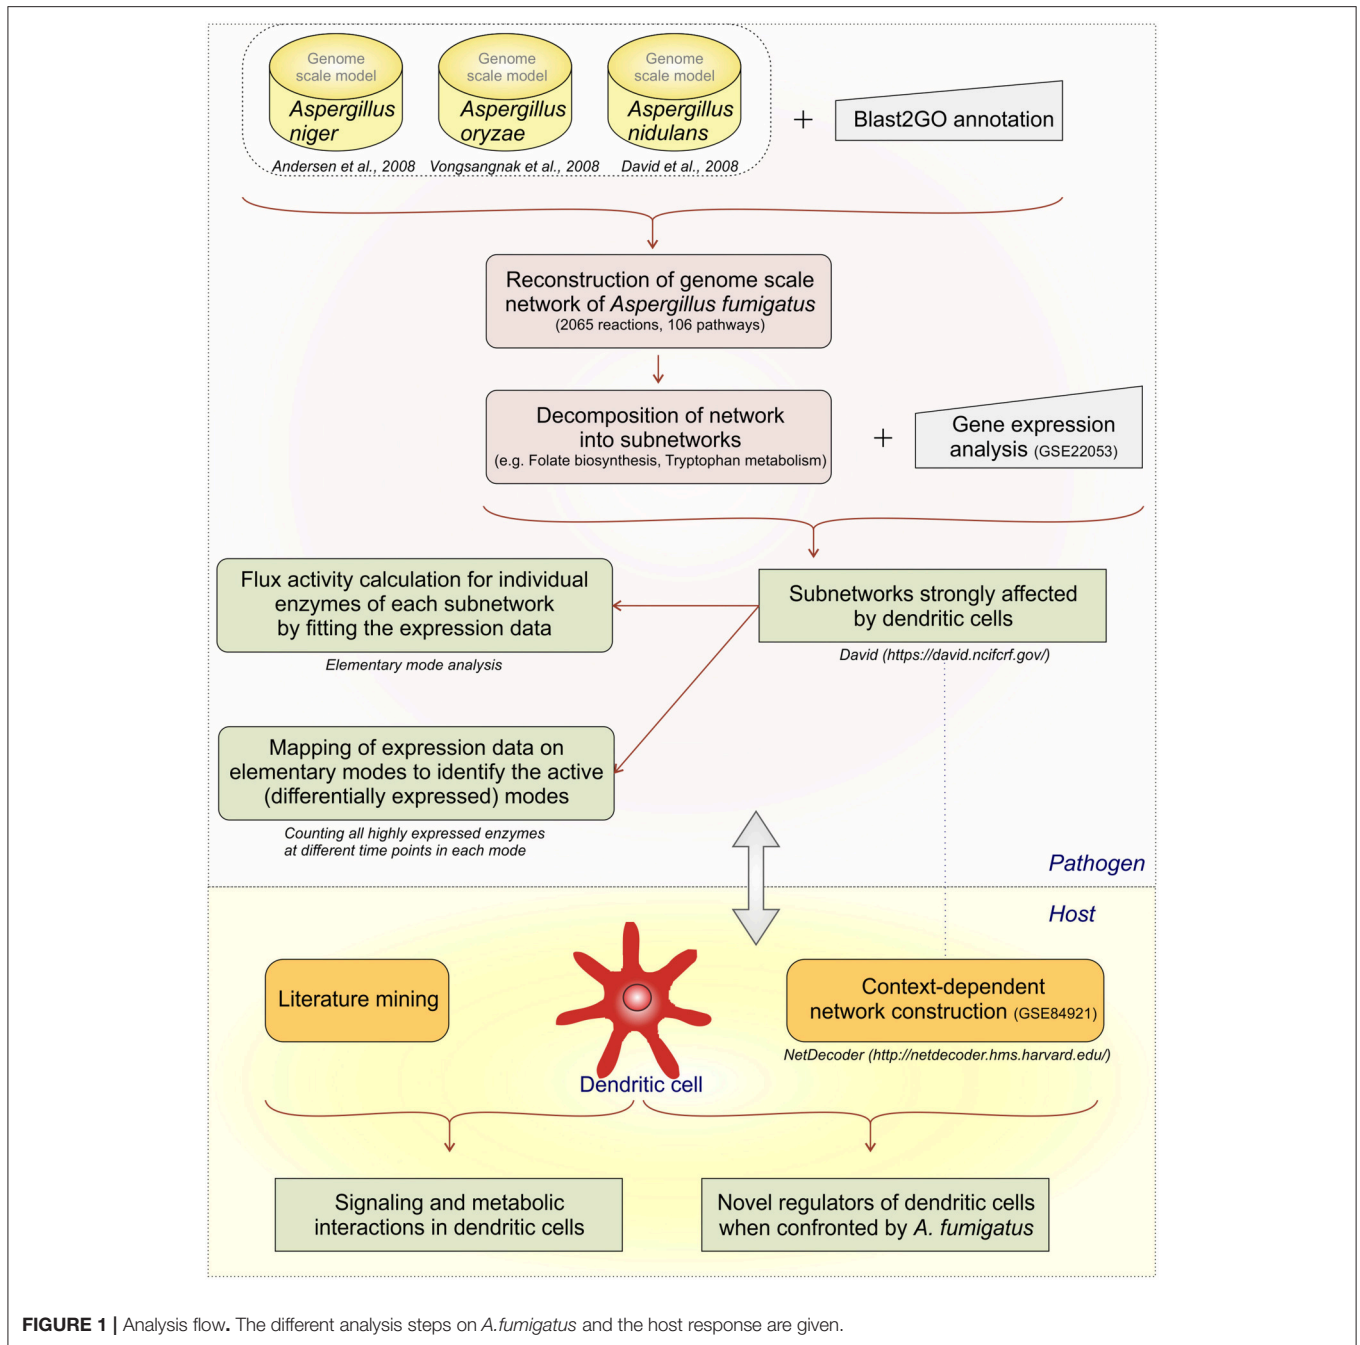 Genome
scale model
Aspergillus
niger
Andersen et al., 2008
Genome
scale model
Aspergillus
oryzae
Vongsangnak et al., 2008
Genome
scale model
Aspergillus
nidulans
David et al., 2008
+
Blast2GO annotation
Reconstruction of genome scale
network of Aspergillus fumigatus
(2065 reactions, 106 pathways)
Decomposition of network
into subnetworks
(e.g. Folate biosynthesis, Tryptophan metabolism)
+
Gene expression
analysis (GSE22053)
Flux activity calculation for individual
enzymes of each subnetwork
by fitting the expression data
Elementary mode analysis
Subnetworks strongly affected
by dendritic cells
David (https://david.ncifcrf.gov/)
Mapping of expression data on
elementary modes to identify the active
(differentially expressed) modes
Counting all highly expressed enzymes
at different time points in each mode
Pathogen
Host
Literature mining
Dendritic cell
Context-dependent
network construction (GSE84921)
NetDecoder (http://netdecoder.hms.harvard.edu/)
Signaling and metabolic
interactions in dendritic cells
Novel regulators of dendritic cells
when confronted by A. fumigatus
FIGURE 1 | Analysis flow. The different analysis steps on A.fumigatus and the host response are given.